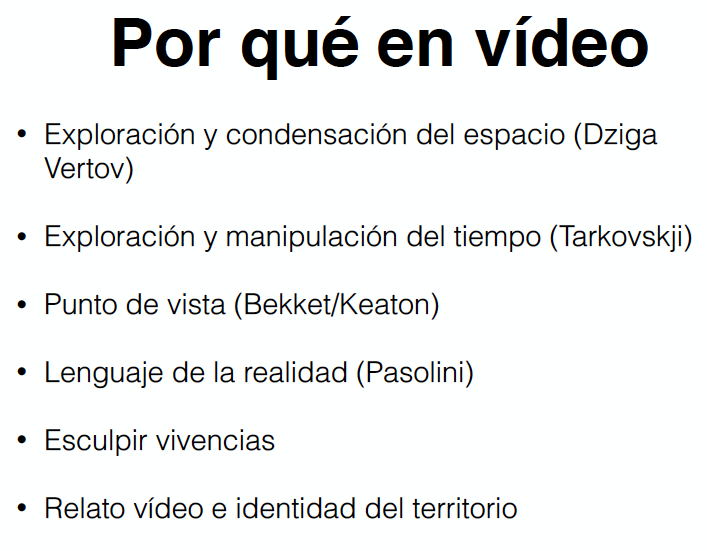 Por qué en vídeo
• Exploración y condensación del espacio (Dziga
Vertov)
• Exploración y manipulación del tiempo (Tarkovskji)
• Punto de vista (Bekket/Keaton)
• Lenguaje de la realidad (Pasolini)
• Esculpir vivencias
• Relato vídeo e identidad del territorio